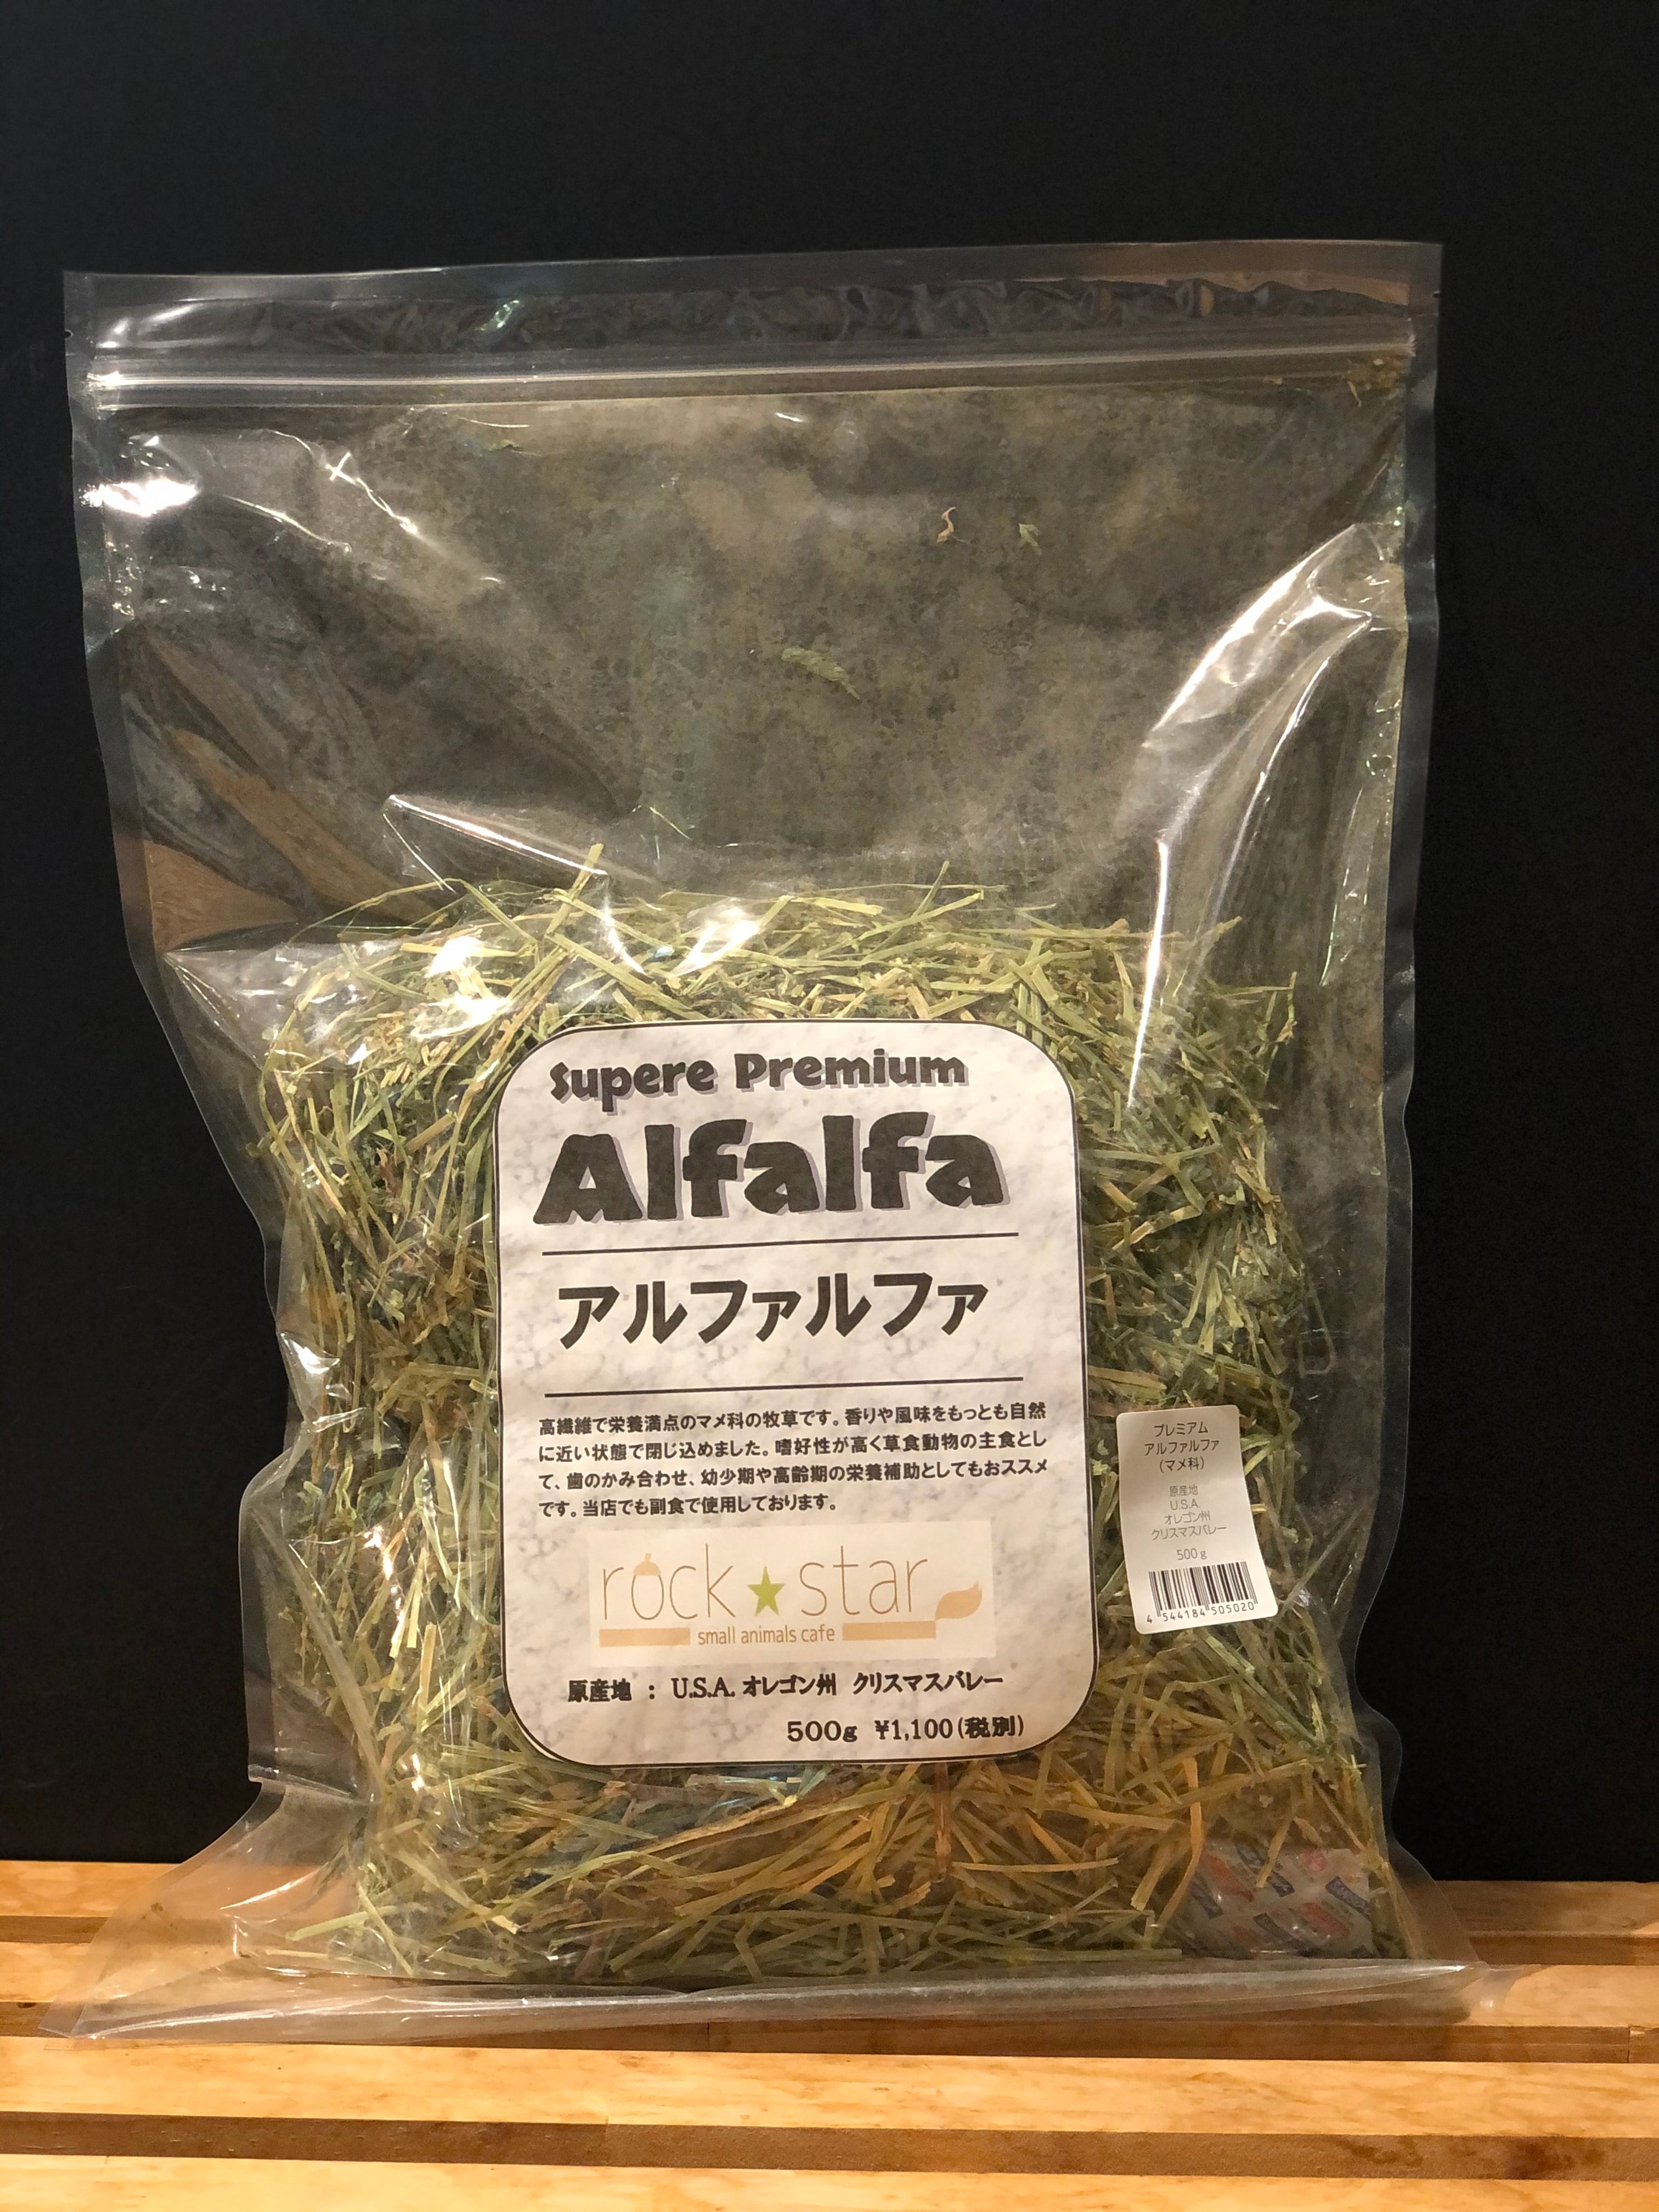 Supere Premium
Alfalfa
アルファルファ
高繊維で栄養満点のマメ科の牧草です。香りや風味をもっとも自然
に近い状態で閉じ込めました。嗜好性が高く草食動物の主食とし
て、歯のかみ合わせ、幼少期や高齢期の栄養補助としてもおススメ
です。当店でも副食で使用しております。
rock★star
small animals cafe
原産地 : U.S.A. オレゴン州 クリスマスバレー
500g ¥1,100(税別)
プレミアム
アルファルファ
(マメ科)
原産地
U.S.A.
オレゴン州
クリスマスバレー
500g
4 544184 505020